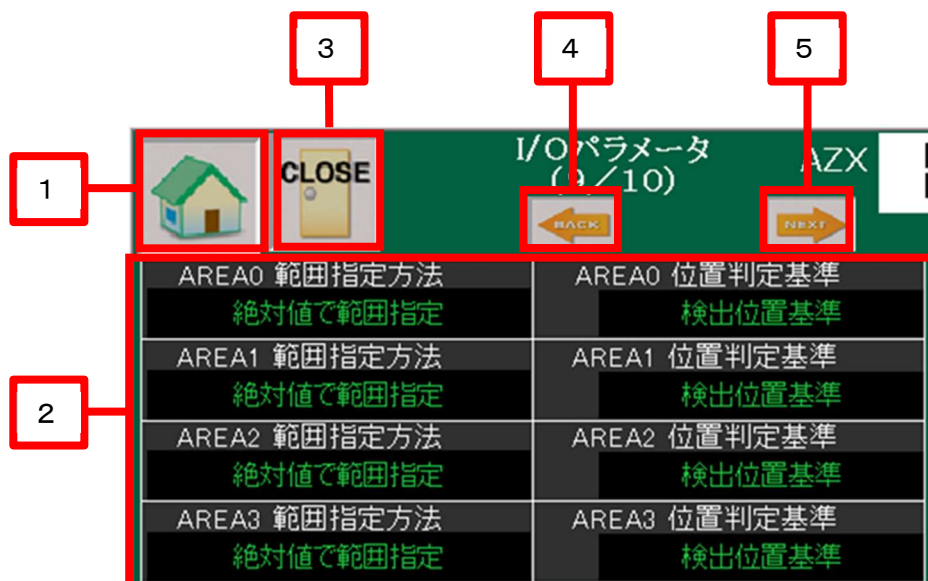 3
4
5
1
CLOSE
I/Oパラメータ
(9/10)
AZX
BACK
NEXT
2
AREA0 範囲指定方法
AREA0 位置判定基準
絶対値で範囲指定
検出位置基準
AREA1 範囲指定方法
AREA1 位置判定基準
絶対値で範囲指定
検出位置基準
AREA2 範囲指定方法
AREA2 位置判定基準
絶対値で範囲指定
検出位置基準
AREA3 範囲指定方法
AREA3 位置判定基準
絶対値で範囲指定
検出位置基準